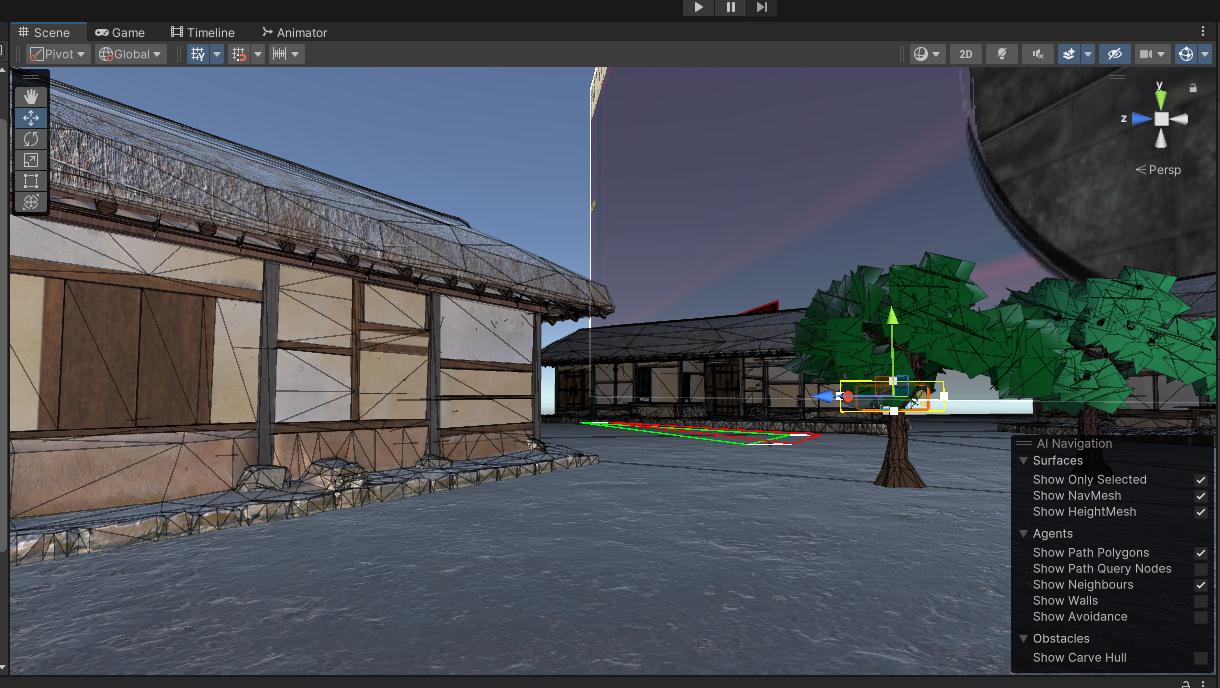 Scene Game Timeline Animator
Pivot Global 2D
y
z
Persp
AI Navigation
Surfaces
Show Only Selected
Show NavMesh
Show HeightMesh
Agents
Show Path Polygons
Show Path Query Nodes
Show Neighbours
Show Walls
Show Avoidance
Obstacles
Show Carve Hull